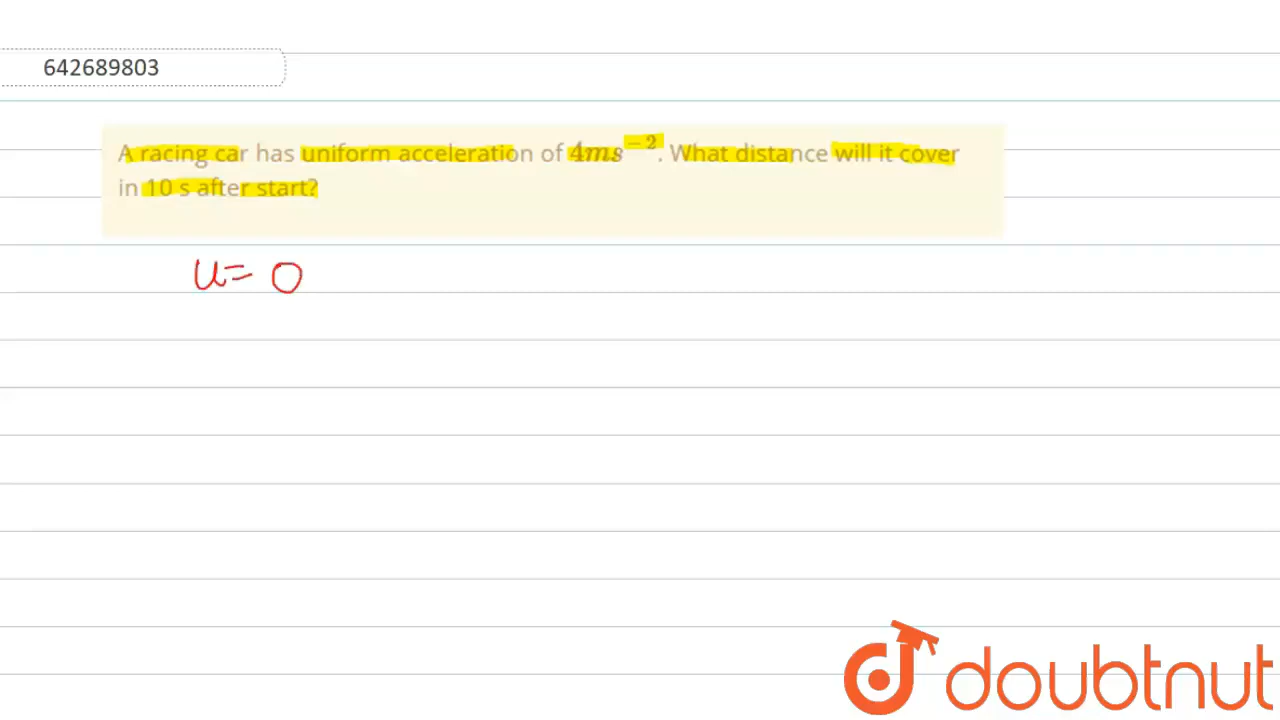 642689803
A racing car has uniform acceleration of 4ms⁻². What distance will it cover
in 10 s after start?
u= 0
doubtnut